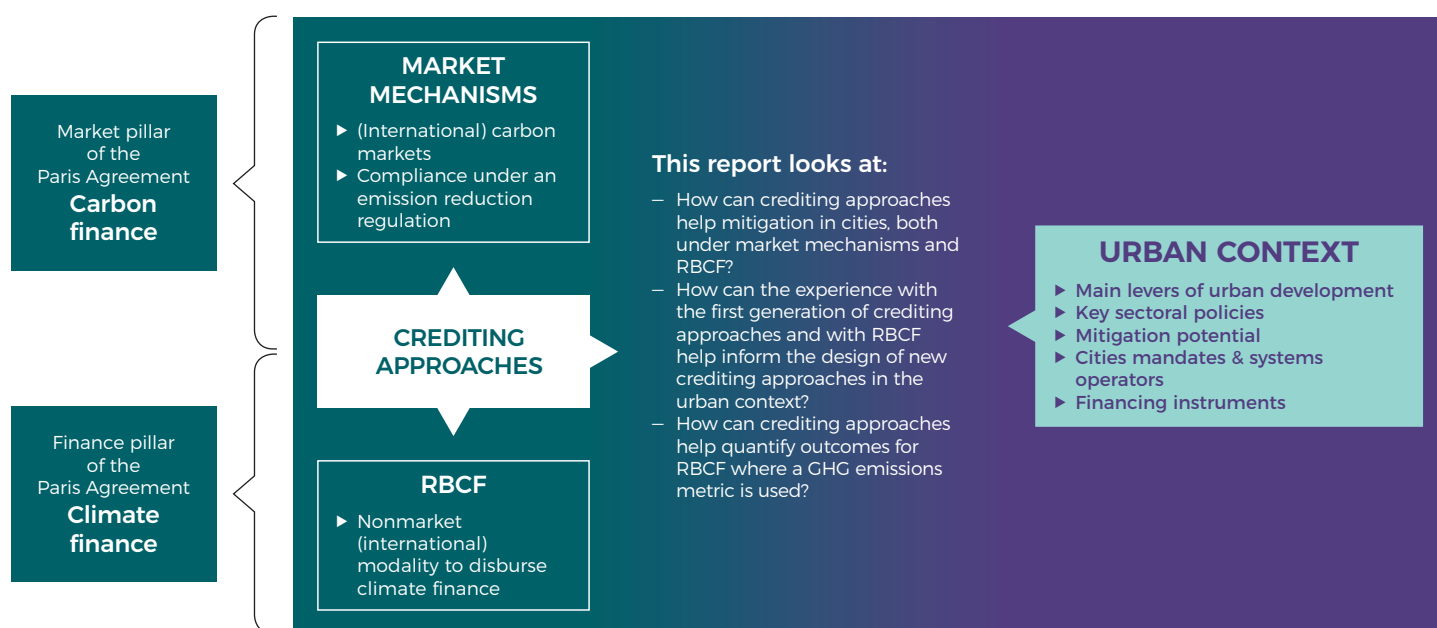 Market pillar
of the
Paris Agreement
Carbon
finance
Finance pillar
of the
Paris Agreement
Climate
finance
MARKET
MECHANISMS
▶ (International) carbon
markets
▶ Compliance under an
emission reduction
regulation
CREDITING
APPROACHES
RBCF
▶ Nonmarket
(international)
modality to disburse
climate finance
This report looks at:
– How can crediting approaches
help mitigation in cities, both
under market mechanisms and
RBCF?
– How can the experience with
the first generation of crediting
approaches and with RBCF
help inform the design of new
crediting approaches in the
urban context?
– How can crediting approaches
help quantify outcomes for
RBCF where a GHG emissions
metric is used?
URBAN CONTEXT
▶ Main levers of urban development
▶ Key sectoral policies
▶ Mitigation potential
▶ Cities mandates & systems
operators
▶ Financing instruments